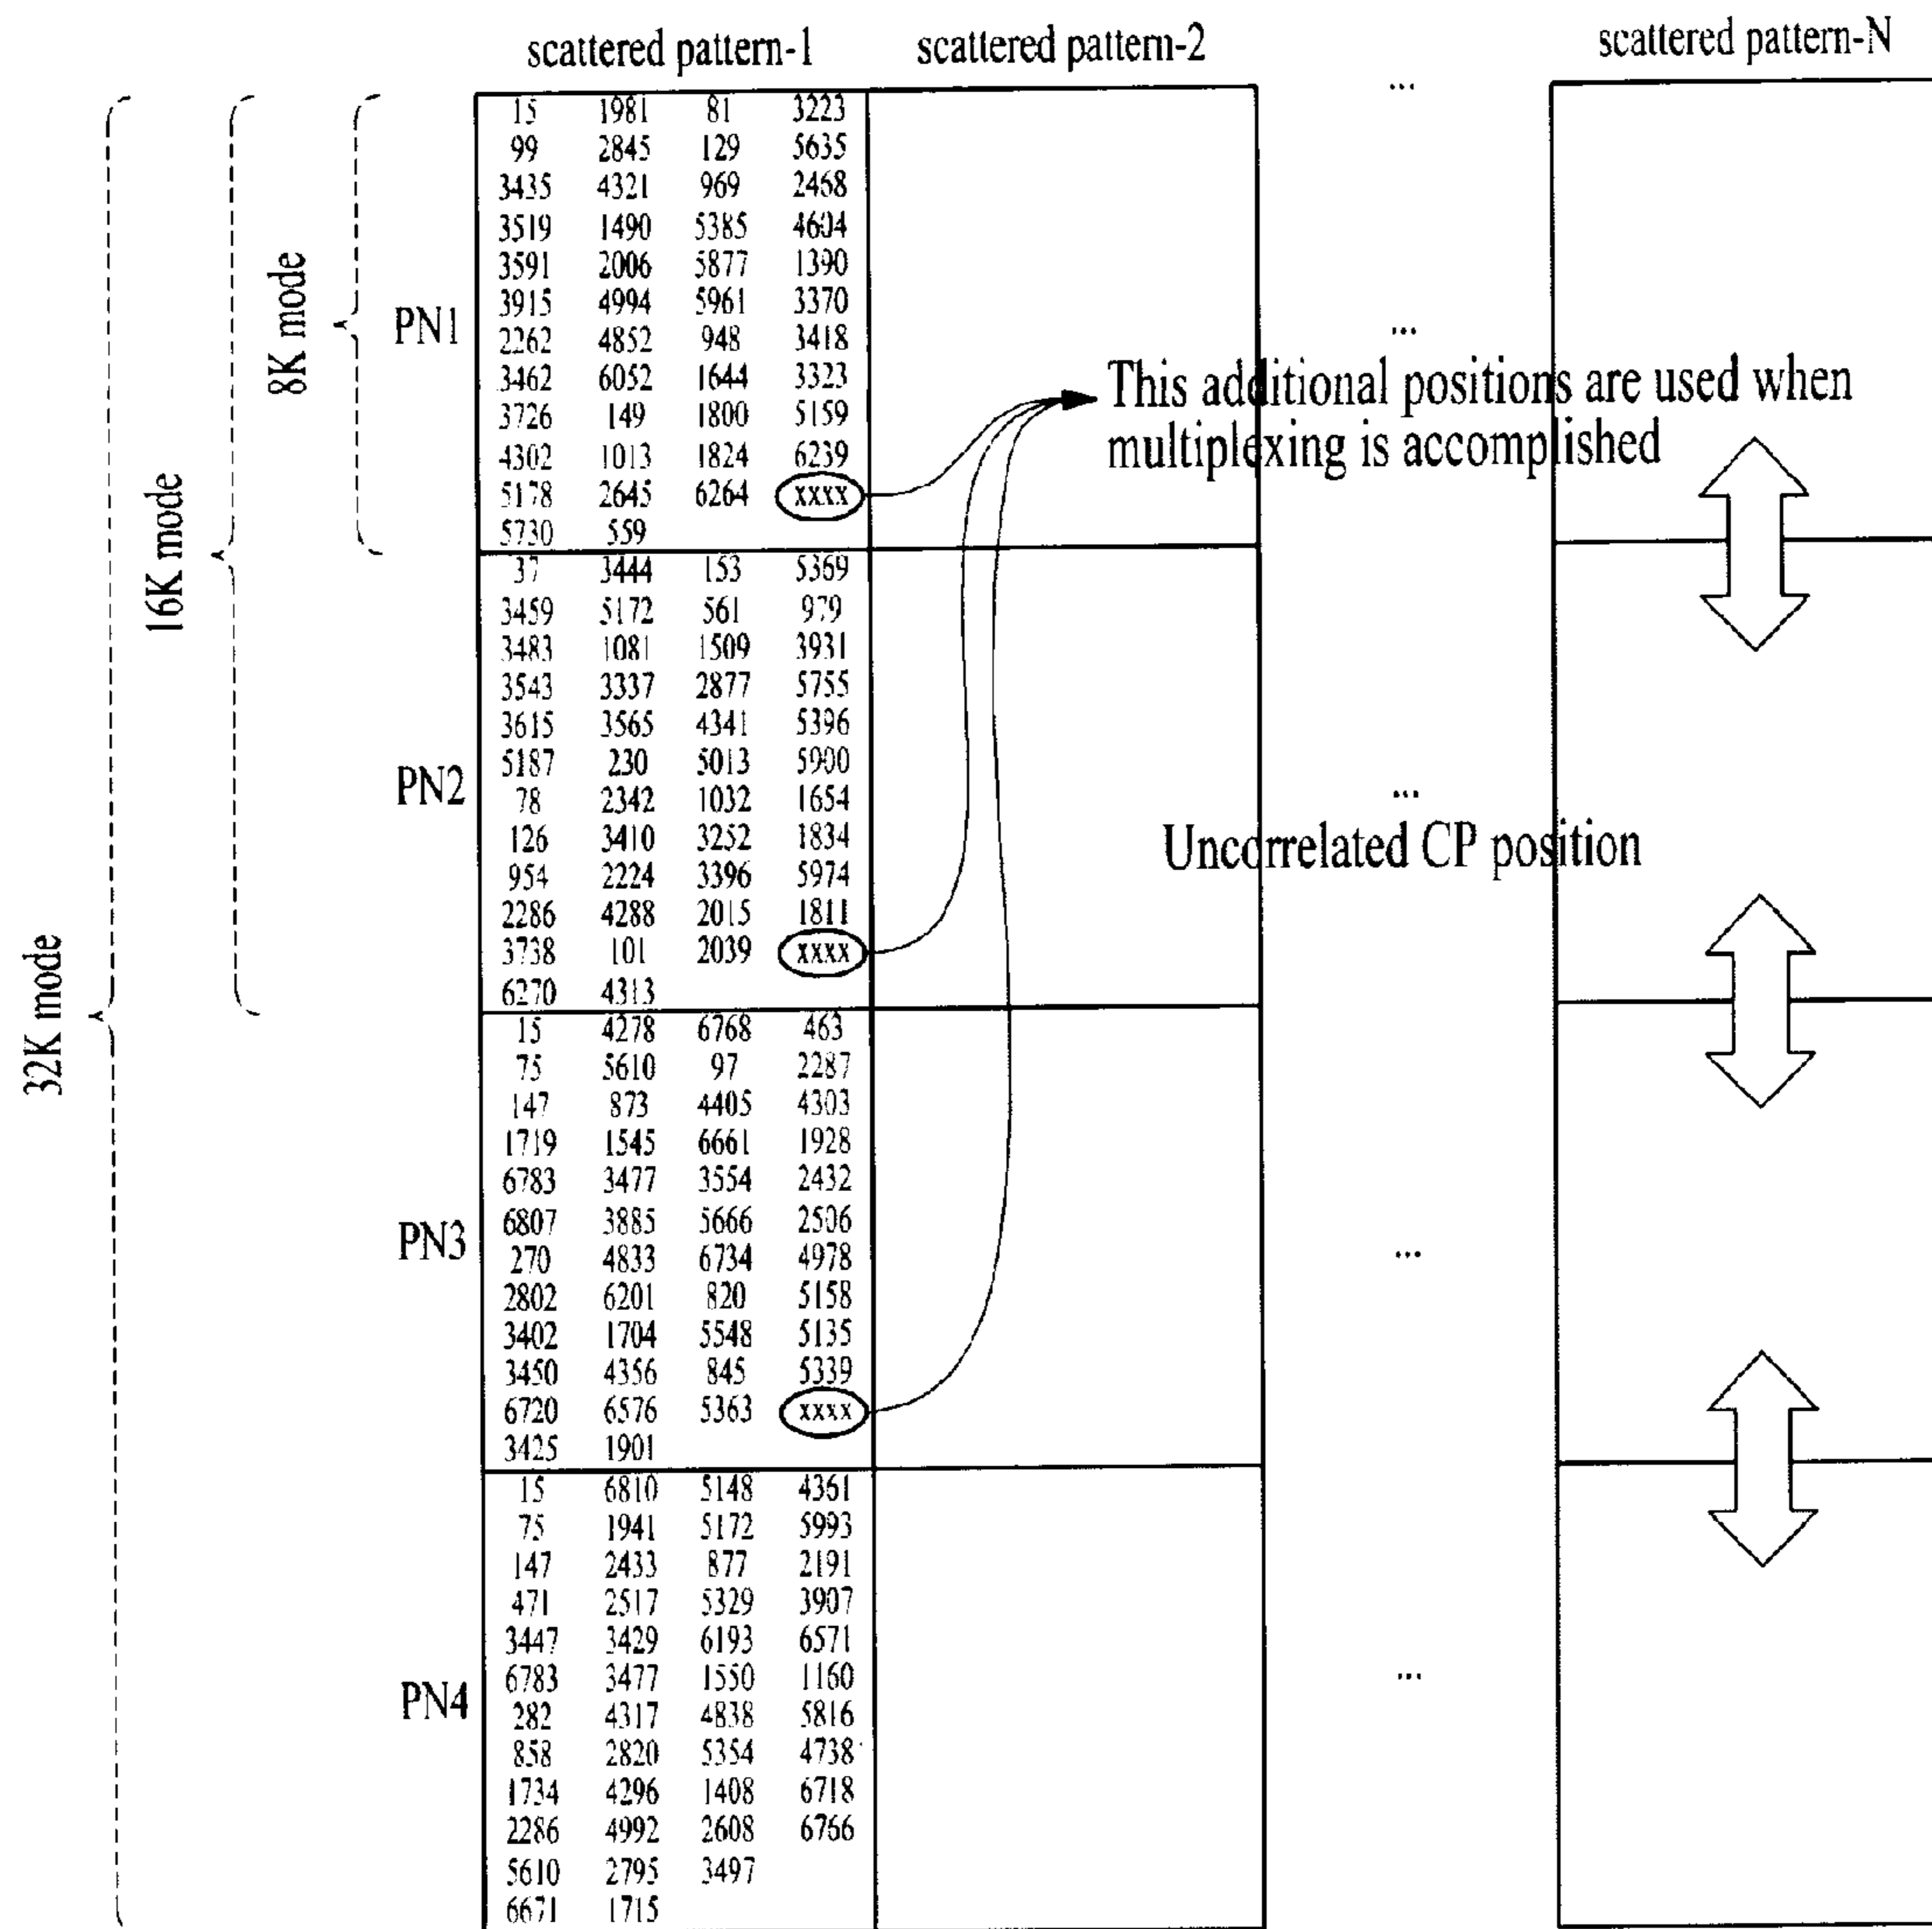 scattered pattern-1 scattered pattern-2 ... scattered pattern-N
32K mode
16K mode
8K mode
PN1
15 1981 81 3223
99 2845 129 5635
3435 4321 969 2468
3519 1490 5385 4604
3591 2006 5877 1390
3915 4994 5961 3370
2262 4852 948 3418
3462 6052 1644 3323
3726 149 1800 5159
4302 1013 1824 6239
5178 2645 6264 xxxx
5730 559
...
This additional positions are used when
multiplexing is accomplished
PN2
37 3444 153 5369
3459 5172 561 979
3483 1081 1509 3931
3543 3337 2877 5755
3615 3565 4341 5396
5187 230 5013 5900
78 2342 1032 1654
126 3410 3252 1834
954 2224 3396 5974
2286 4288 2015 1811
3738 101 2039 xxxx
6270 4313
...
Uncorrelated CP position
PN3
15 4278 6768 463
75 5610 97 2287
147 873 4405 4303
1719 1545 6661 1928
6783 3477 3554 2432
6807 3885 5666 2506
270 4833 6734 4978
2802 6201 820 5158
3402 1704 5548 5135
3450 4356 845 5339
6720 6576 5363 xxxx
3425 1901
...
PN4
15 6810 5148 4361
75 1941 5172 5993
147 2433 877 2191
471 2517 5329 3907
3447 3429 6193 6571
6783 3477 1550 1160
282 4317 4838 5816
858 2820 5354 4738
1734 4296 1408 6718
2286 4992 2608 6766
5610 2795 3497
6671 1715
...